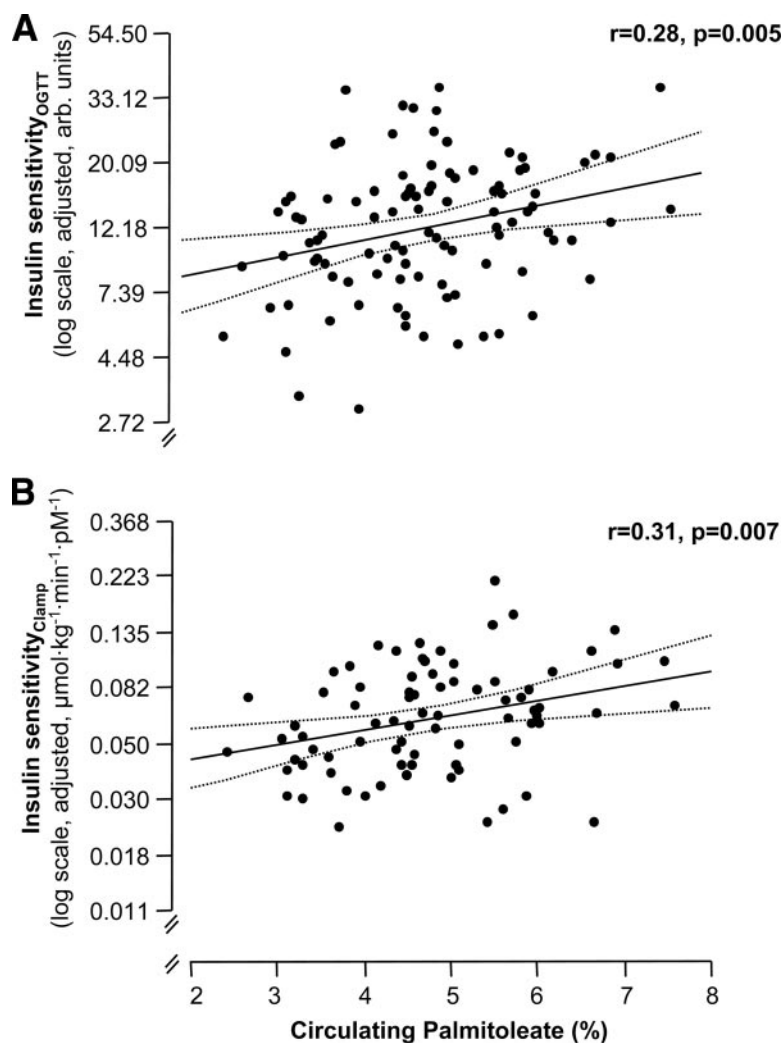 A
r=0.28, p=0.005
Insulin sensitivityOGTT
(log scale, adjusted, arb. units)
54.50
33.12
20.09
12.18
7.39
4.48
2.72
B
r=0.31, p=0.007
Insulin sensitivityClamp
(log scale, adjusted, µmol·kg⁻¹·min⁻¹·pM⁻¹)
0.368
0.223
0.135
0.082
0.050
0.030
0.018
0.011
2 3 4 5 6 7 8
Circulating Palmitoleate (%)